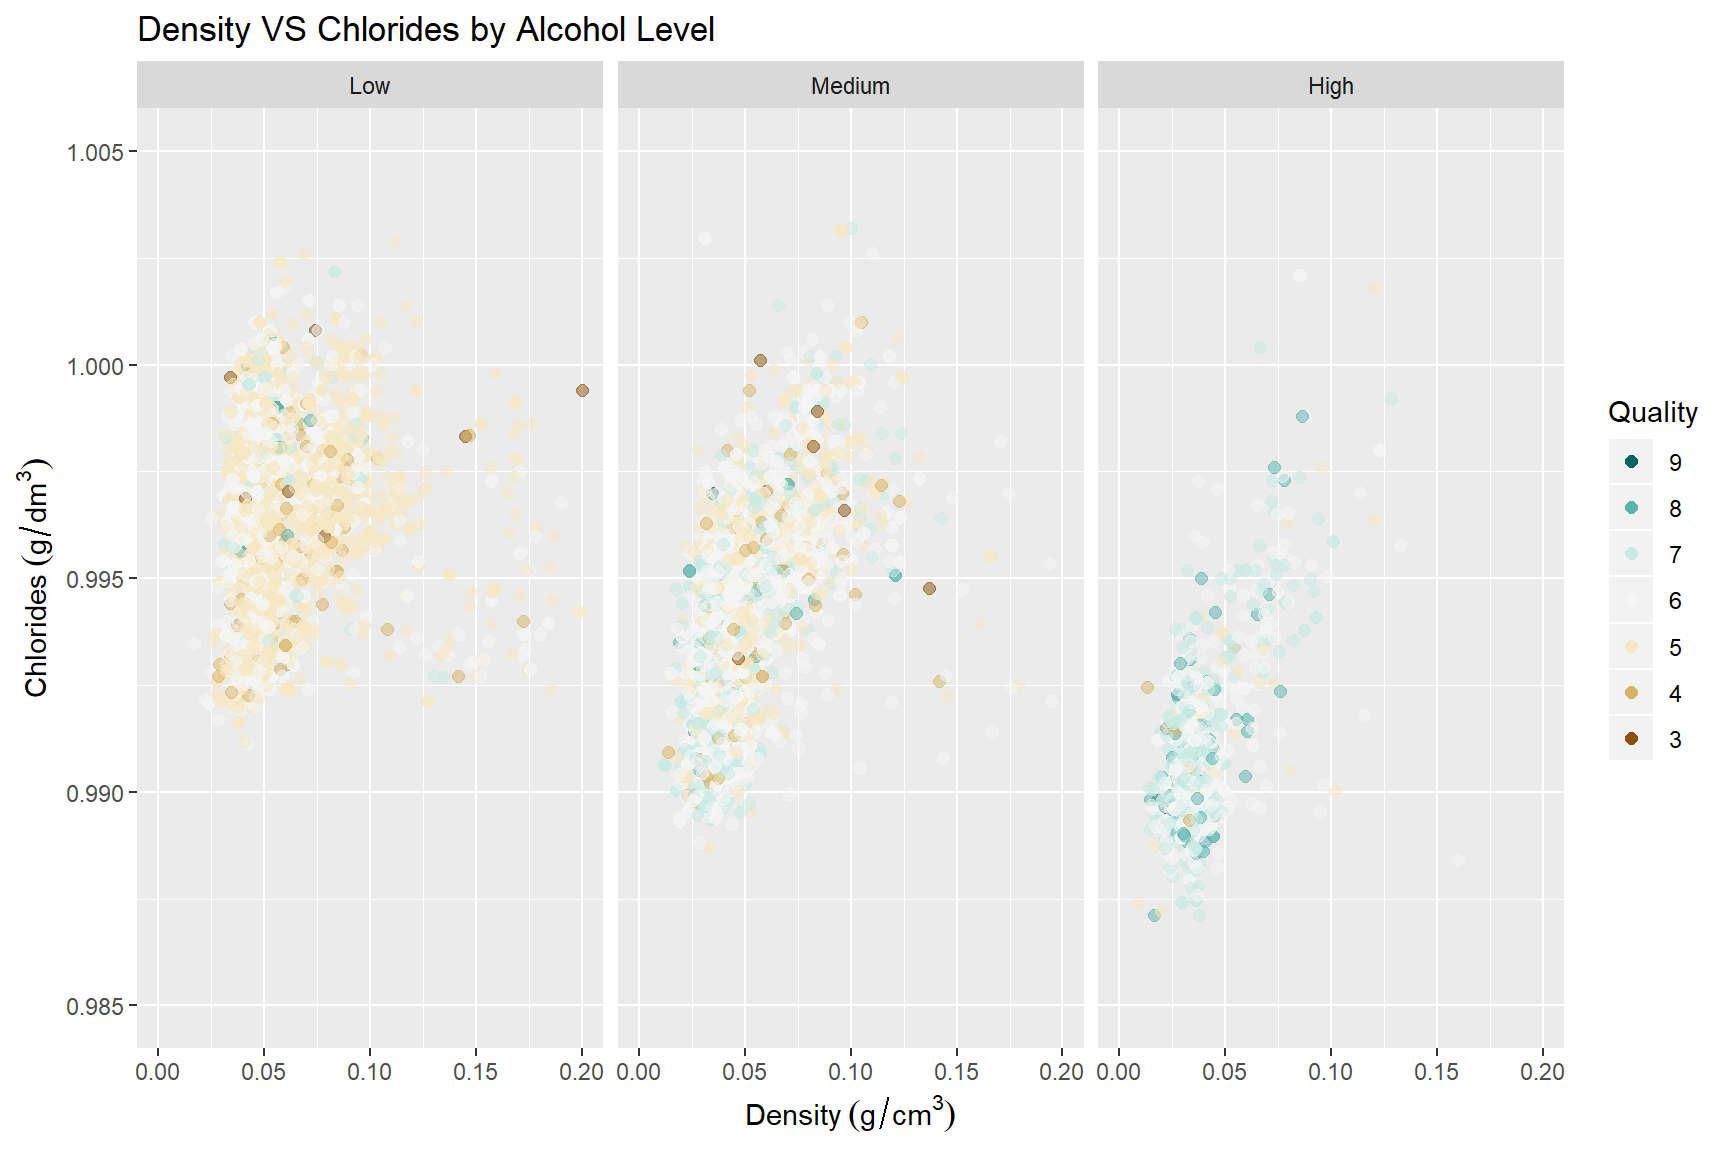 Density VS Chlorides by Alcohol Level
Low Medium High
1.005
1.000
0.995
0.990
0.985
Chlorides (g/dm³)
0.00 0.05 0.10 0.15 0.20 0.00 0.05 0.10 0.15 0.20 0.00 0.05 0.10 0.15 0.20
Density (g/cm³)
Quality
9
8
7
6
5
4
3